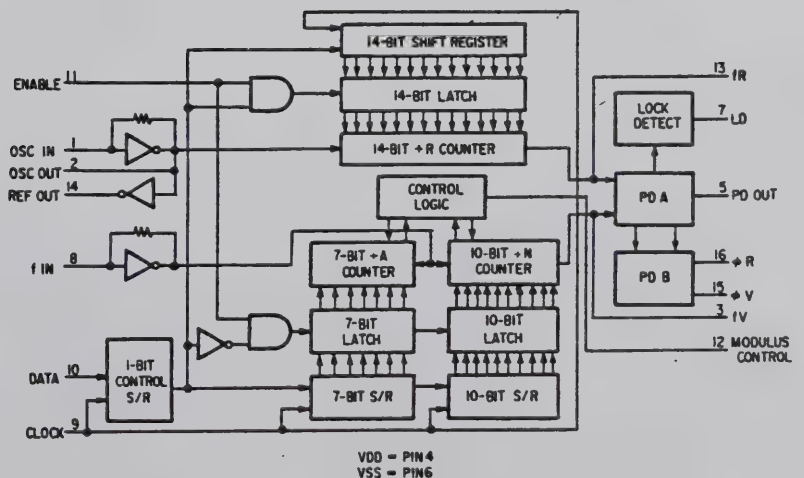 14-BIT SHIFT REGISTER
11
ENABLE
14-BIT LATCH
13
fR
LOCK DETECT
7
LD
1
OSC IN
2
OSC OUT
14
REF OUT
14-BIT ÷R COUNTER
CONTROL LOGIC
PD A
5
PD OUT
8
f IN
7-BIT ÷A COUNTER
10-BIT ÷N COUNTER
PD B
16
φR
15
φV
3
fV
7-BIT LATCH
10-BIT LATCH
12
MODULUS CONTROL
10
DATA
1-BIT CONTROL S/R
7-BIT S/R
10-BIT S/R
9
CLOCK
VDD = PIN 4
VSS = PIN 6